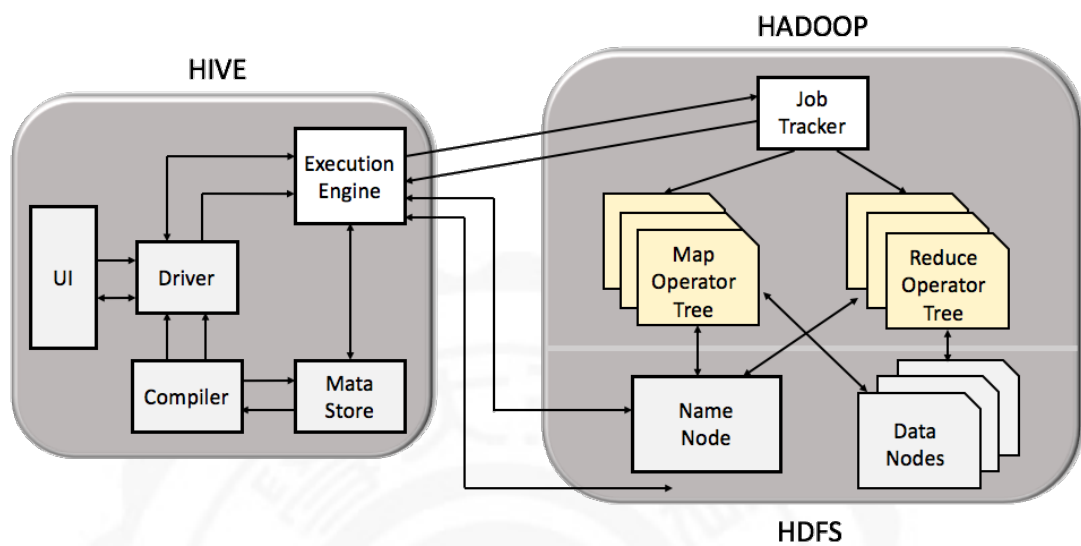 HADOOP
HIVE
Job
Tracker
Execution
Engine
Map
Operator
Tree
Reduce
Operator
Tree
UI
Driver
Compiler
Mata
Store
Name
Node
Data
Nodes
HDFS